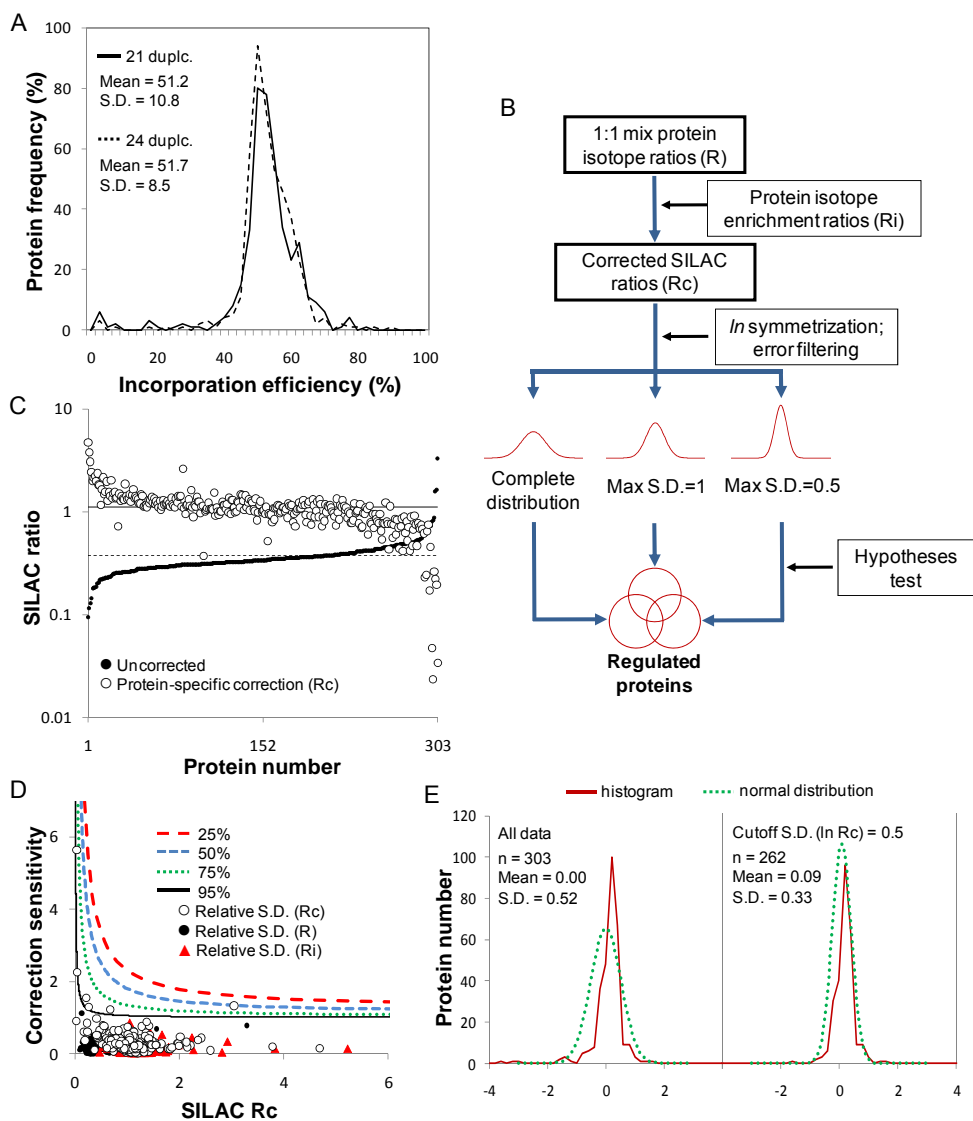 A
Protein frequency (%)
100
80
60
40
20
0
21 duplc.
Mean = 51.2
S.D. = 10.8
24 duplc.
Mean = 51.7
S.D. = 8.5
0 20 40 60 80 100
Incorporation efficiency (%)
B
1:1 mix protein
isotope ratios (R)
Protein isotope
enrichment ratios (Ri)
Corrected SILAC
ratios (Rc)
ln symmetrization;
error filtering
Complete
distribution
Max S.D.=1
Max S.D.=0.5
Hypotheses
test
Regulated
proteins
C
SILAC ratio
10
1
0.1
0.01
Uncorrected
Protein-specific correction (Rc)
1 152 303
Protein number
D
Correction sensitivity
6
4
2
0
25%
50%
75%
95%
Relative S.D. (Rc)
Relative S.D. (R)
Relative S.D. (Ri)
0 2 4 6
SILAC Rc
E
histogram normal distribution
Protein number
120
100
80
60
40
20
0
All data
n = 303
Mean = 0.00
S.D. = 0.52
Cutoff S.D. (ln Rc) = 0.5
n = 262
Mean = 0.09
S.D. = 0.33
-4 -2 0 2 -2 0 2 4